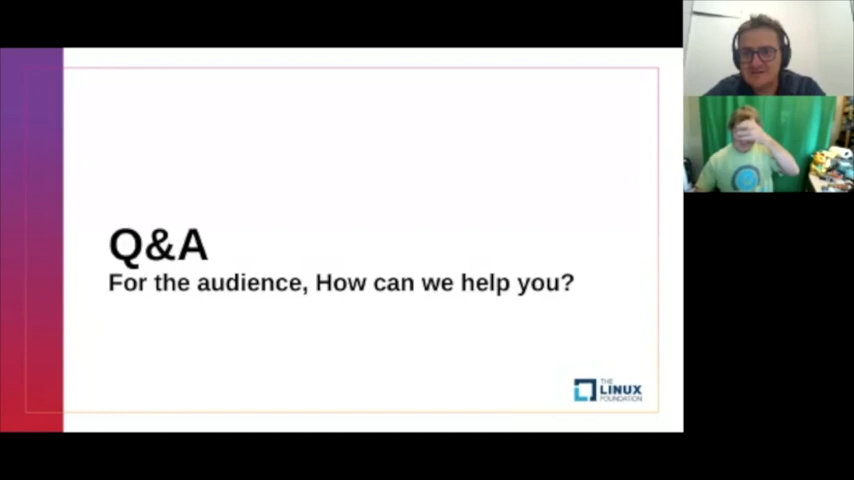 Q&A
For the audience, How can we help you?
THE
LINUX
FOUNDATION